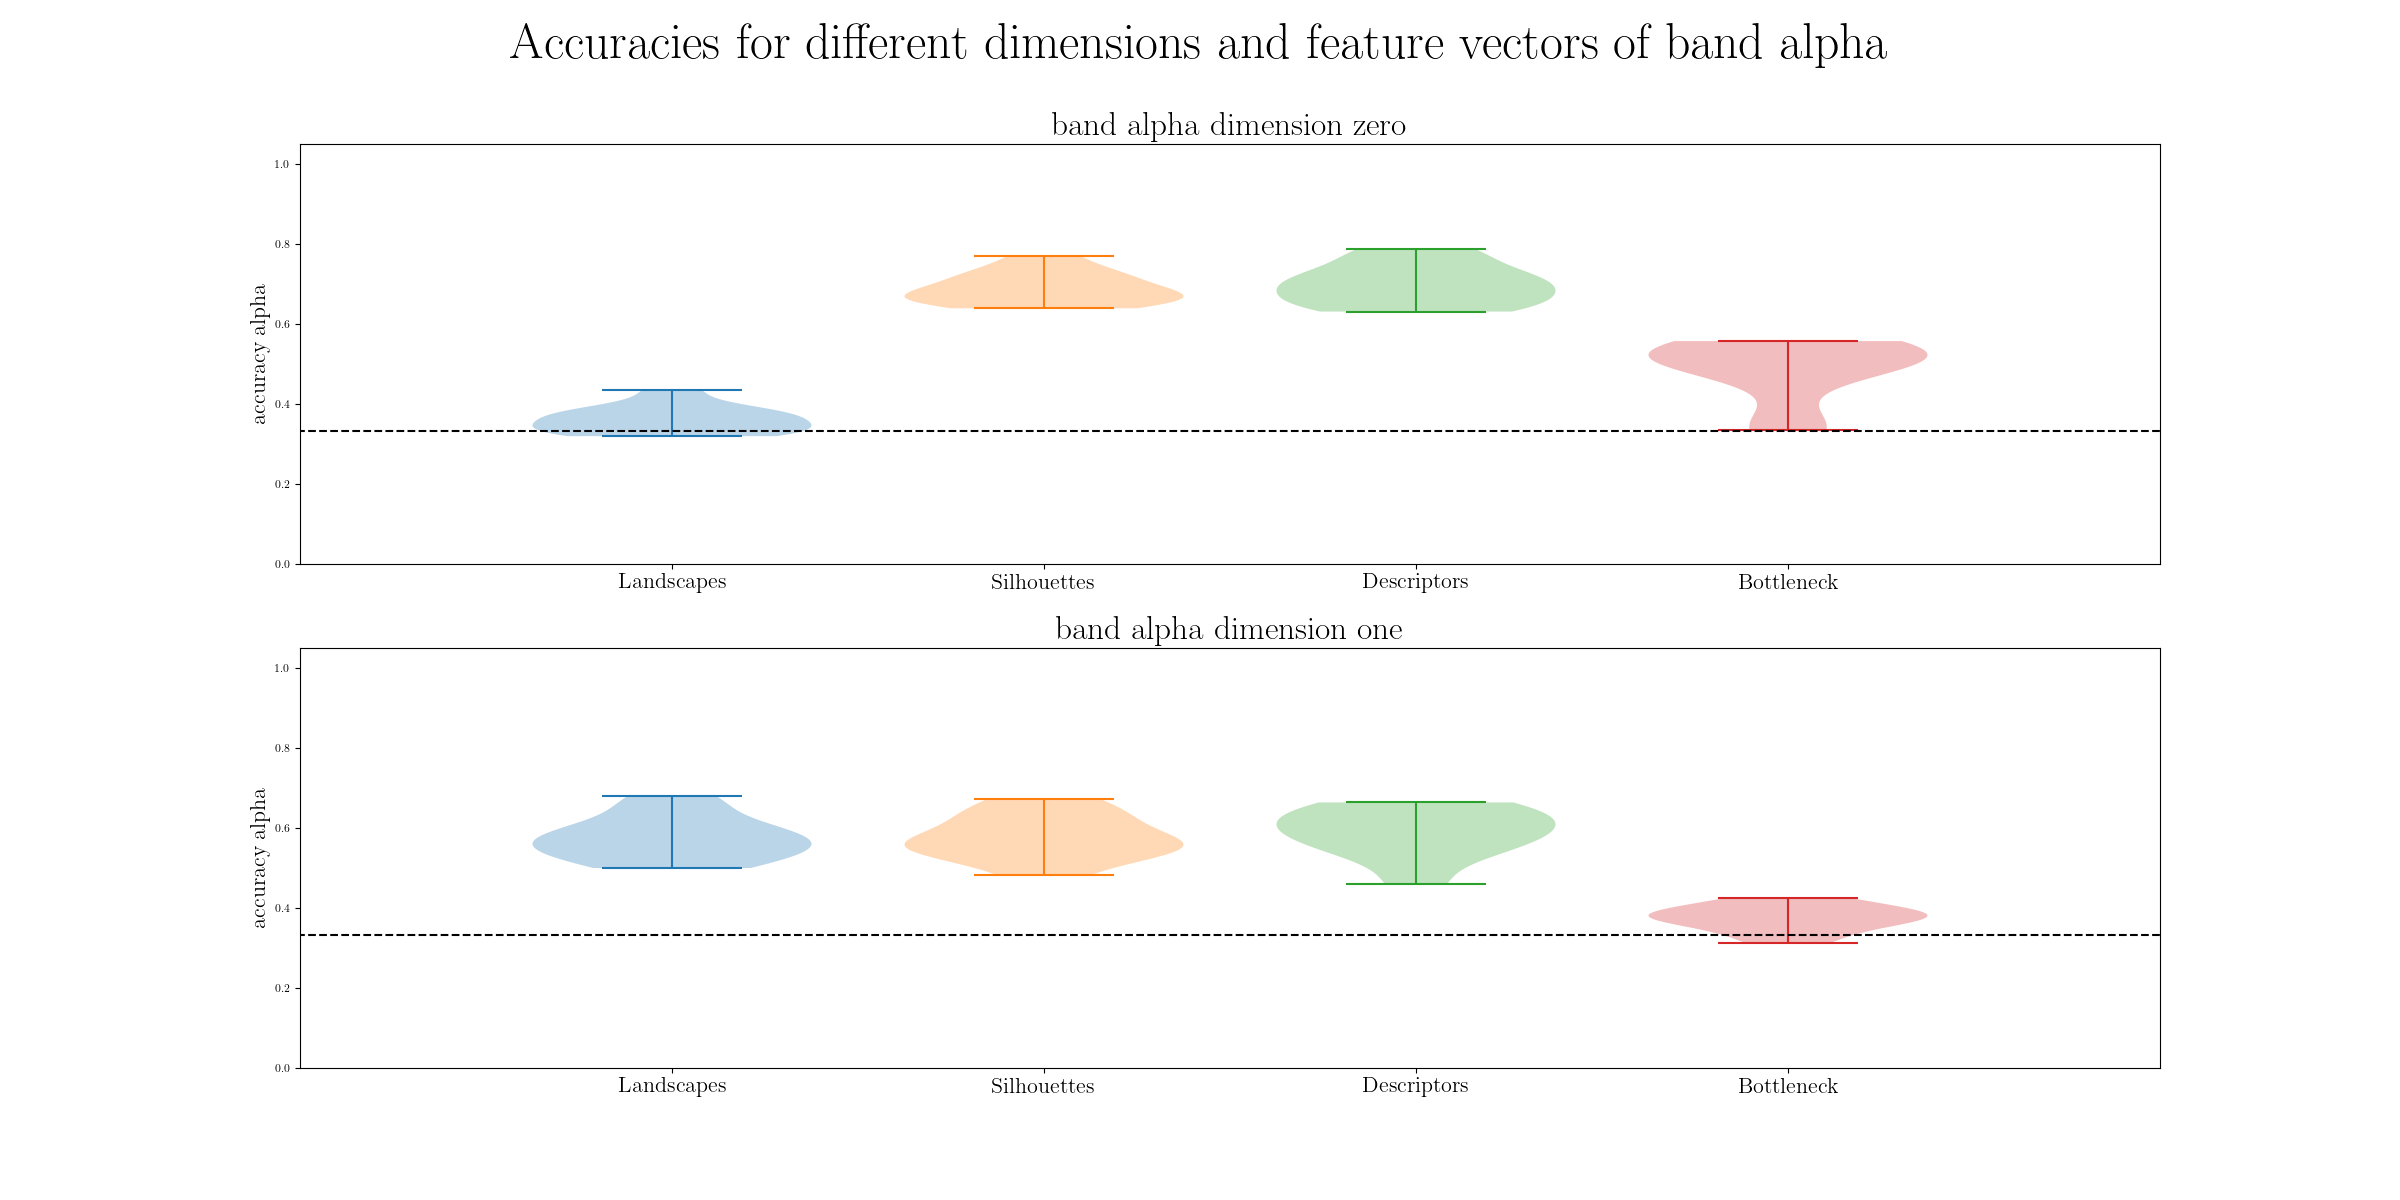 Accuracies for different dimensions and feature vectors of band alpha
band alpha dimension zero
1.0
0.8
0.6
0.4
0.2
0.0
accuracy alpha
Landscapes Silhouettes Descriptors Bottleneck
band alpha dimension one
1.0
0.8
0.6
0.4
0.2
0.0
accuracy alpha
Landscapes Silhouettes Descriptors Bottleneck